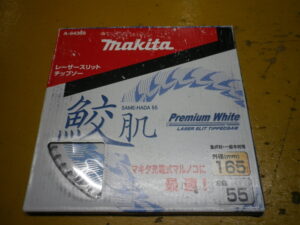 makita
レーザースリット
チップソー
鮫肌
SAME-HADA 55
Premium White
LASER SLIT TIPPEDSAW
マキタ充電式マルノコに
最適！
外径(mm)
165
55